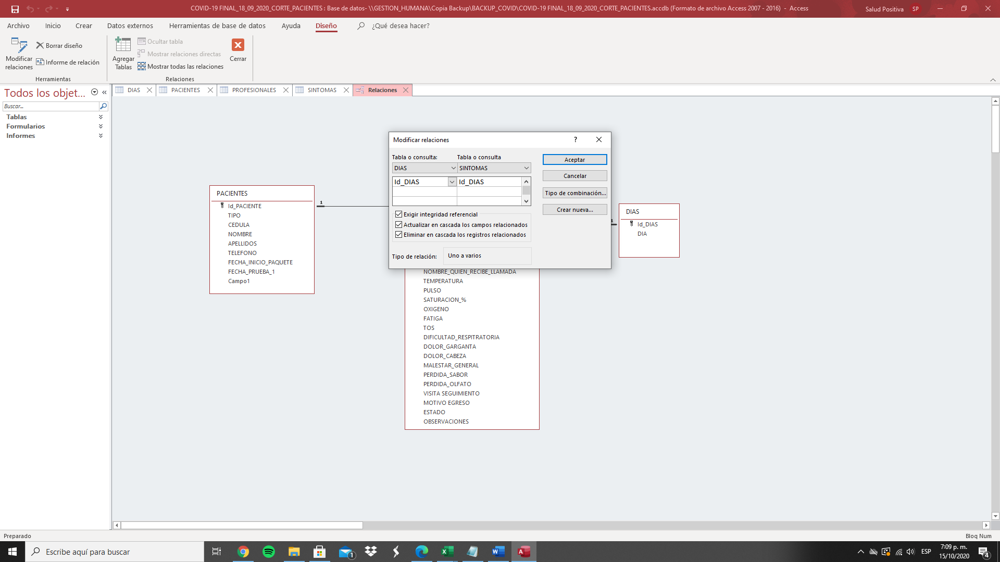 COVID-19 FINAL_18_09_2020_CORTE_PACIENTES : Base de datos- \\GESTION_HUMANA\Copia Backup\BACKUP_COVID\COVID-19 FINAL_18_09_2020_CORTE_PACIENTES.accdb (Formato de archivo Access 2007 - 2016) - Access
Salud Positiva SP
Archivo Inicio Crear Datos externos Herramientas de base de datos Ayuda Diseño ¿Qué desea hacer?
Modificar relaciones
Borrar diseño
Informe de relación
Herramientas
Agregar Tablas
Ocultar tabla
Mostrar relaciones directas
Mostrar todas las relaciones
Cerrar
Relaciones
Todos los objet...
Buscar...
Tablas
Formularios
Informes
DIAS PACIENTES PROFESIONALES SINTOMAS Relaciones
PACIENTES
Id_PACIENTE
TIPO
CEDULA
NOMBRE
APELLIDOS
TELEFONO
FECHA_INICIO_PAQUETE
FECHA_PRUEBA_1
Campo1
1
Modificar relaciones ?
Tabla o consulta: Tabla o consulta
DIAS SINTOMAS
Id_DIAS Id_DIAS
Exigir integridad referencial
Actualizar en cascada los campos relacionados
Eliminar en cascada los registros relacionados
Tipo de relación: Uno a varios
Aceptar
Cancelar
Tipo de combinación...
Crear nueva...
NOMBRE_QUIEN_RECIBE_LLAMADA
TEMPERATURA
PULSO
SATURACION_%
OXIGENO
FATIGA
TOS
DIFICULTAD_RESPITRATORIA
DOLOR_GARGANTA
DOLOR_CABEZA
MALESTAR_GENERAL
PERDIDA_SABOR
PERDIDA_OLFATO
VISITA SEGUIMIENTO
MOTIVO EGRESO
ESTADO
OBSERVACIONES
1
DIAS
Id_DIAS
DIA
Preparado
Bloq Num
Escribe aquí para buscar
1
ESP
7:09 p. m.
15/10/2020
4